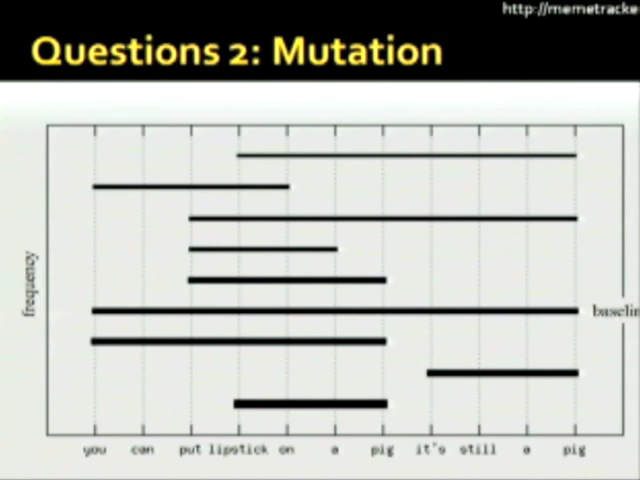 http://memetracke
Questions 2: Mutation
frequency
baselin
you can put lipstick on a pig it's still a pig